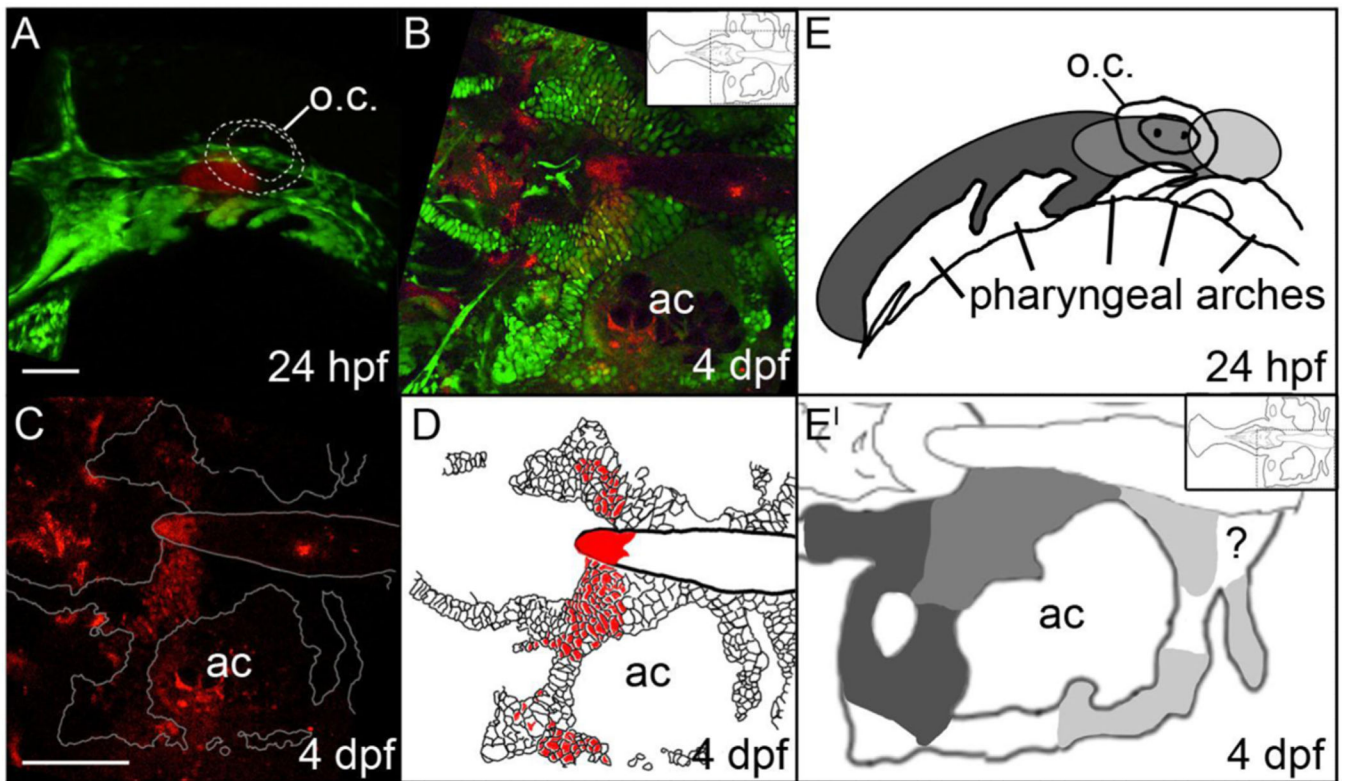 A
o.c.
24 hpf
B
ac
4 dpf
E
o.c.
pharyngeal arches
24 hpf
C
ac
4 dpf
D
ac
4 dpf
E'
?
ac
4 dpf